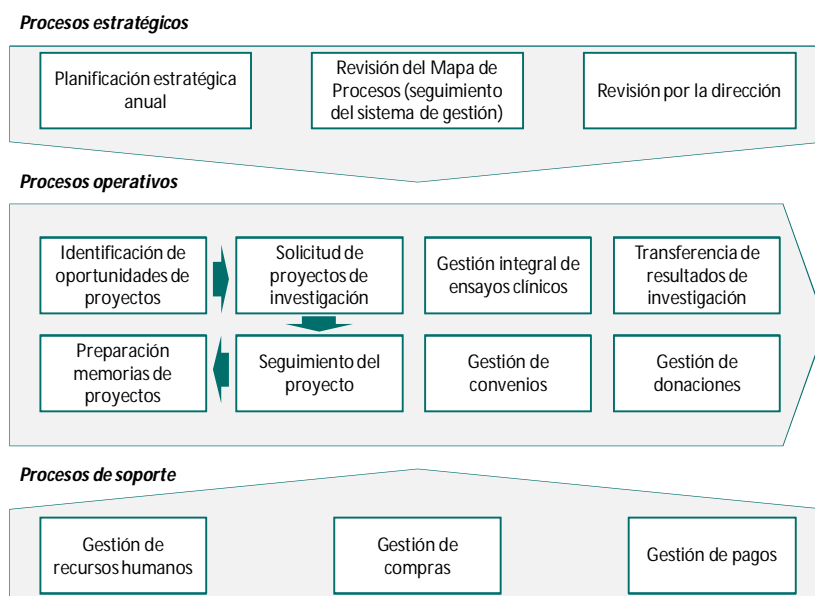 Procesos estratégicos
Planificación estratégica
anual
Revisión del Mapa de
Procesos (seguimiento
del sistema de gestión)
Revisión por la dirección
Procesos operativos
Identificación de
oportunidades de
proyectos
Solicitud de
proyectos de
investigación
Gestión integral de
ensayos clínicos
Transferencia de
resultados de
investigación
Preparación
memorias de
proyectos
Seguimiento del
proyecto
Gestión de
convenios
Gestión de
donaciones
Procesos de soporte
Gestión de
recursos humanos
Gestión de
compras
Gestión de pagos